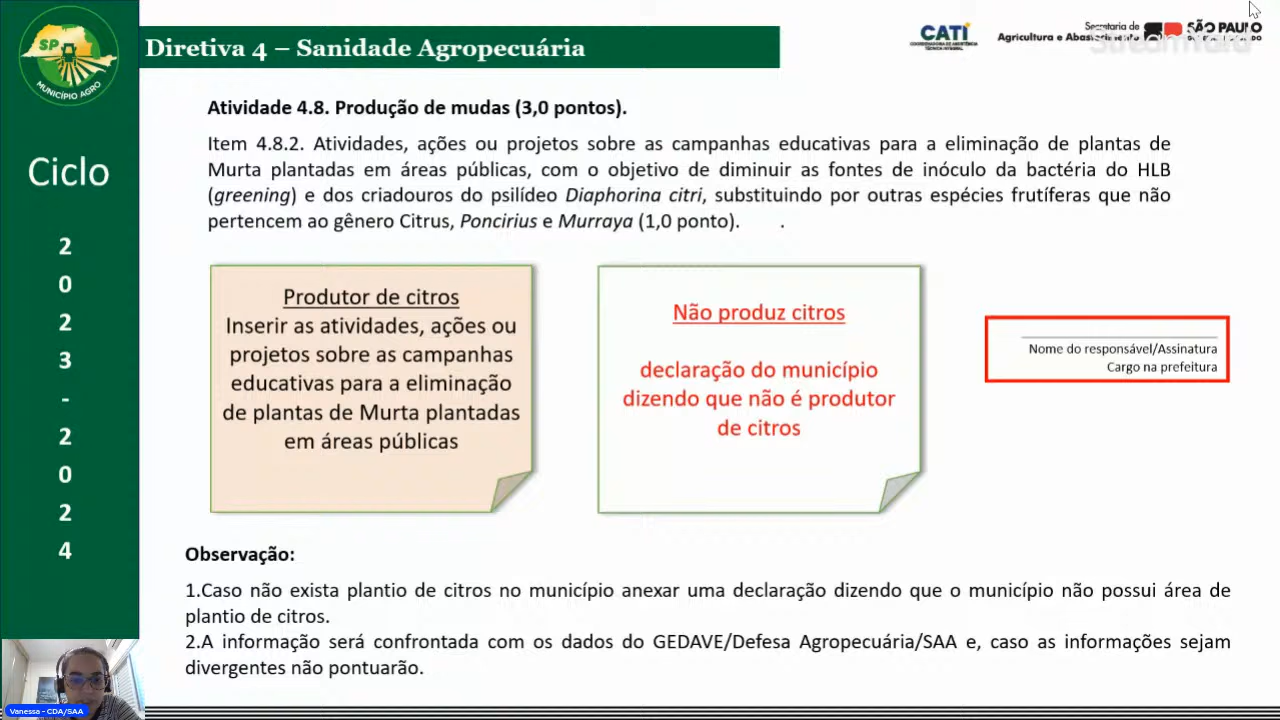 SP
MUNICÍPIO AGRO
Diretiva 4 – Sanidade Agropecuária
CATI
COORDENADORIA DE ASSISTÊNCIA
TÉCNICA INTEGRAL
Secretaria de
Agricultura e Abastecimento
SÃO PAULO
Ciclo
2
0
2
3
-
2
0
2
4
Atividade 4.8. Produção de mudas (3,0 pontos).
Item 4.8.2. Atividades, ações ou projetos sobre as campanhas educativas para a eliminação de plantas de
Murta plantadas em áreas públicas, com o objetivo de diminuir as fontes de inóculo da bactéria do HLB
(greening) e dos criadouros do psilídeo Diaphorina citri, substituindo por outras espécies frutíferas que não
pertencem ao gênero Citrus, Poncirius e Murraya (1,0 ponto). .
Produtor de citros
Inserir as atividades, ações ou
projetos sobre as campanhas
educativas para a eliminação
de plantas de Murta plantadas
em áreas públicas
Não produz citros
declaração do município
dizendo que não é produtor
de citros
Nome do responsável/Assinatura
Cargo na prefeitura
Observação:
1.Caso não exista plantio de citros no município anexar uma declaração dizendo que o município não possui área de
plantio de citros.
2.A informação será confrontada com os dados do GEDAVE/Defesa Agropecuária/SAA e, caso as informações sejam
divergentes não pontuarão.
Vanessa - CDA/SAA